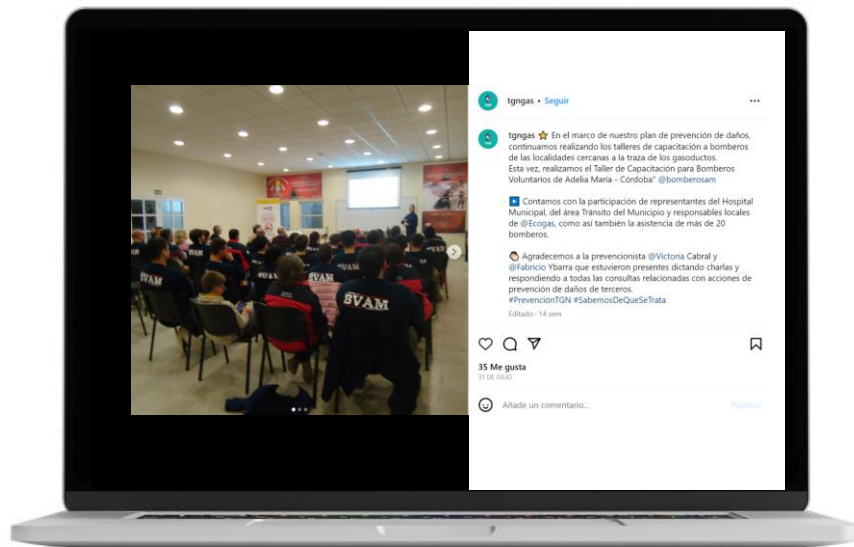 tgngas • Seguir
tgngas ⭐ En el marco de nuestro plan de prevención de daños,
continuamos realizando los talleres de capacitación a bomberos
de las localidades cercanas a la traza de los gasoductos.
Esta vez, realizamos el Taller de Capacitación para Bomberos
Voluntarios de Adelia María - Córdoba" @bomberosam
▶️ Contamos con la participación de representantes del Hospital
Municipal, del área Tránsito del Municipio y responsables locales
de @Ecogas, como así también la asistencia de más de 20
bomberos.
Agradecemos a la prevencionista @Victoria Cabral y
@Fabricio Ybarra que estuvieron presentes dictando charlas y
respondiendo a todas las consultas relacionadas con acciones de
prevención de daños de terceros.
#PrevenciónTGN #SabemosDeQueSeTrata
Editado · 14 sem
35 Me gusta
31 DE JULIO
Añade un comentario...
Publicar
BVAM
BVAM
BVAM
BVAM